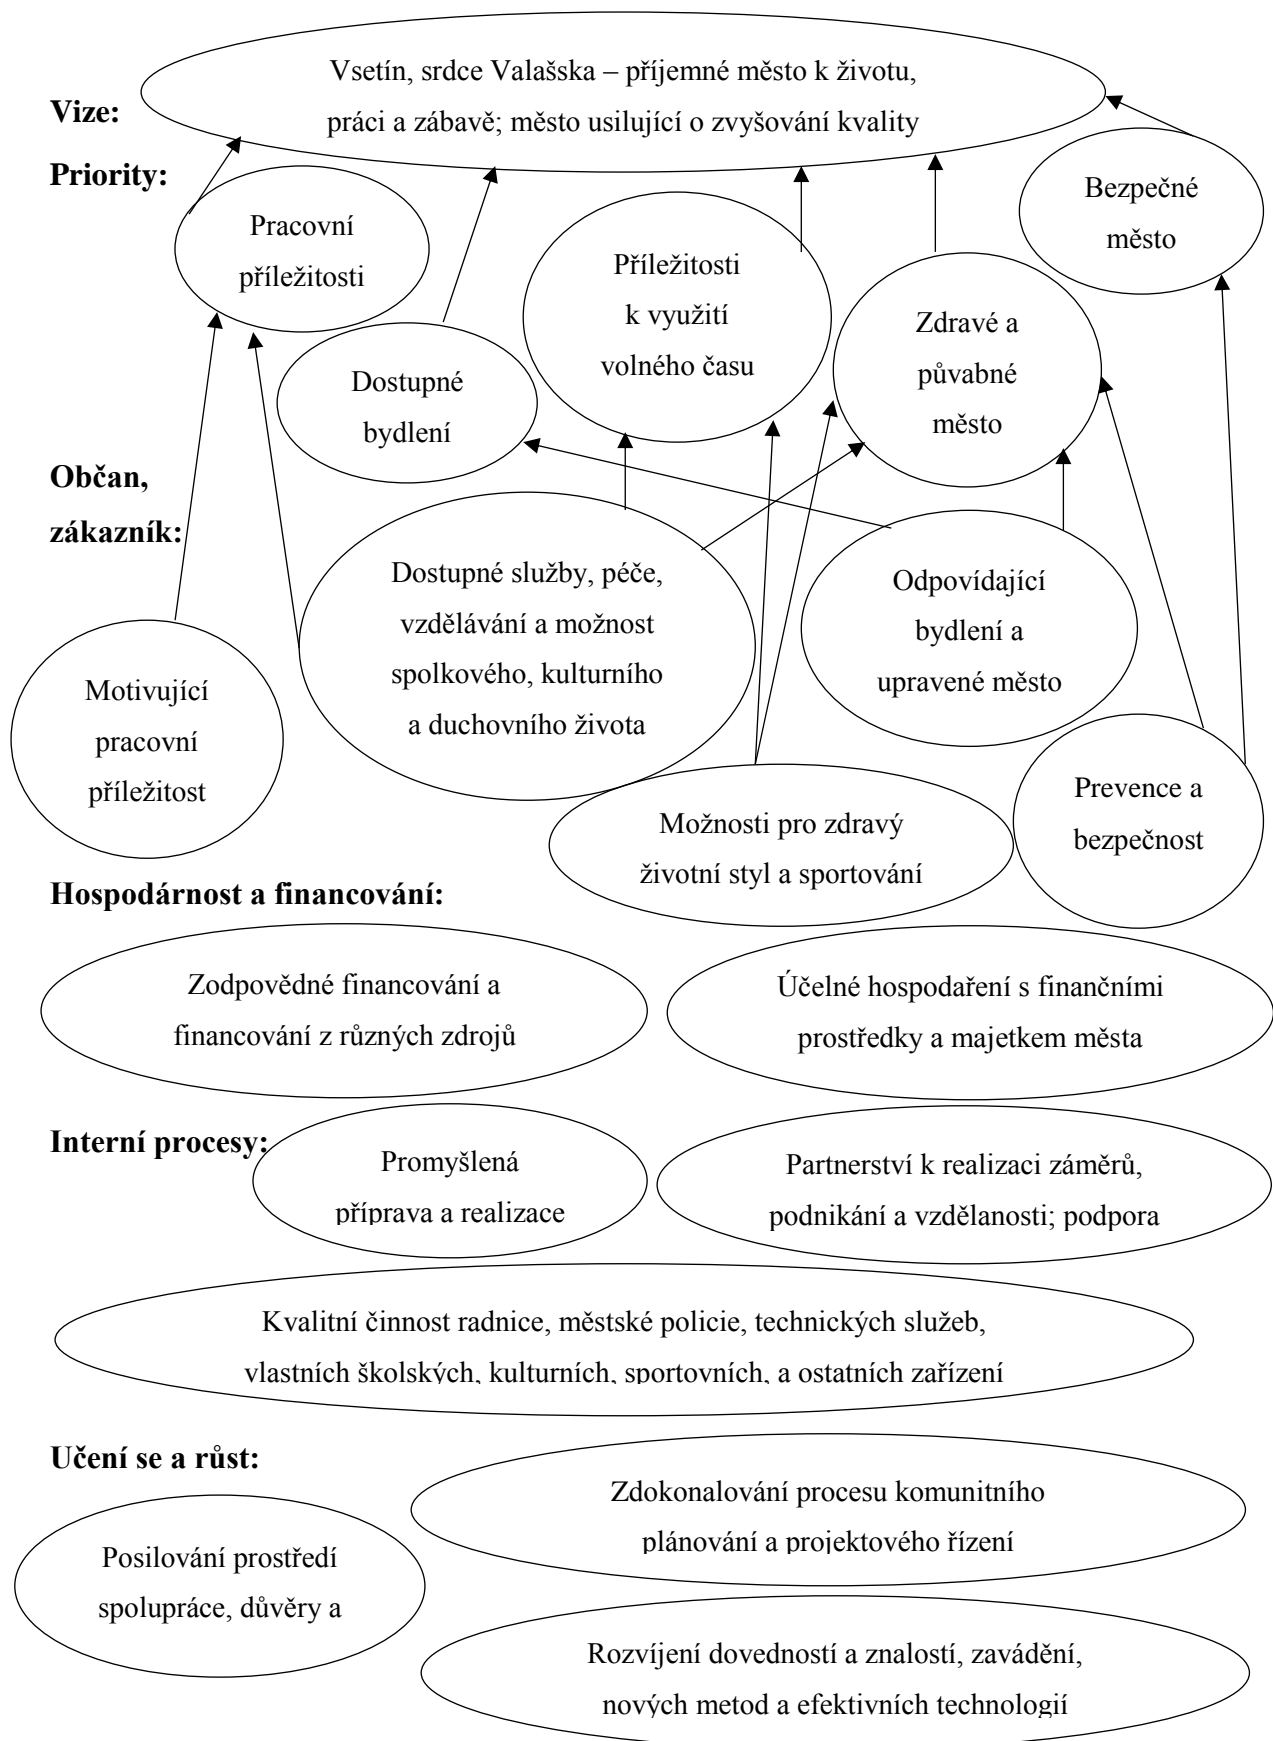 Vsetín, srdce Valašska – příjemné město k životu,
práci a zábavě; město usilující o zvyšování kvality
Vize:
Priority:
Bezpečné
město
Pracovní
příležitosti
Příležitosti
k využití
volného času
Zdravé a
půvabné
město
Dostupné
bydlení
Občan,
zákazník:
Dostupné služby, péče,
vzdělávání a možnost
spolkového, kulturního
a duchovního života
Odpovídající
bydlení a
upravené město
Motivující
pracovní
příležitost
Prevence a
bezpečnost
Možnosti pro zdravý
životní styl a sportování
Hospodárnost a financování:
Zodpovědné financování a
financování z různých zdrojů
Účelné hospodaření s finančními
prostředky a majetkem města
Interní procesy:
Promyšlená
příprava a realizace
Partnerství k realizaci záměrů,
podnikání a vzdělanosti; podpora
Kvalitní činnost radnice, městské policie, technických služeb,
vlastních školských, kulturních, sportovních, a ostatních zařízení
Učení se a růst:
Zdokonalování procesu komunitního
plánování a projektového řízení
Posilování prostředí
spolupráce, důvěry a
Rozvíjení dovedností a znalostí, zavádění,
nových metod a efektivních technologií